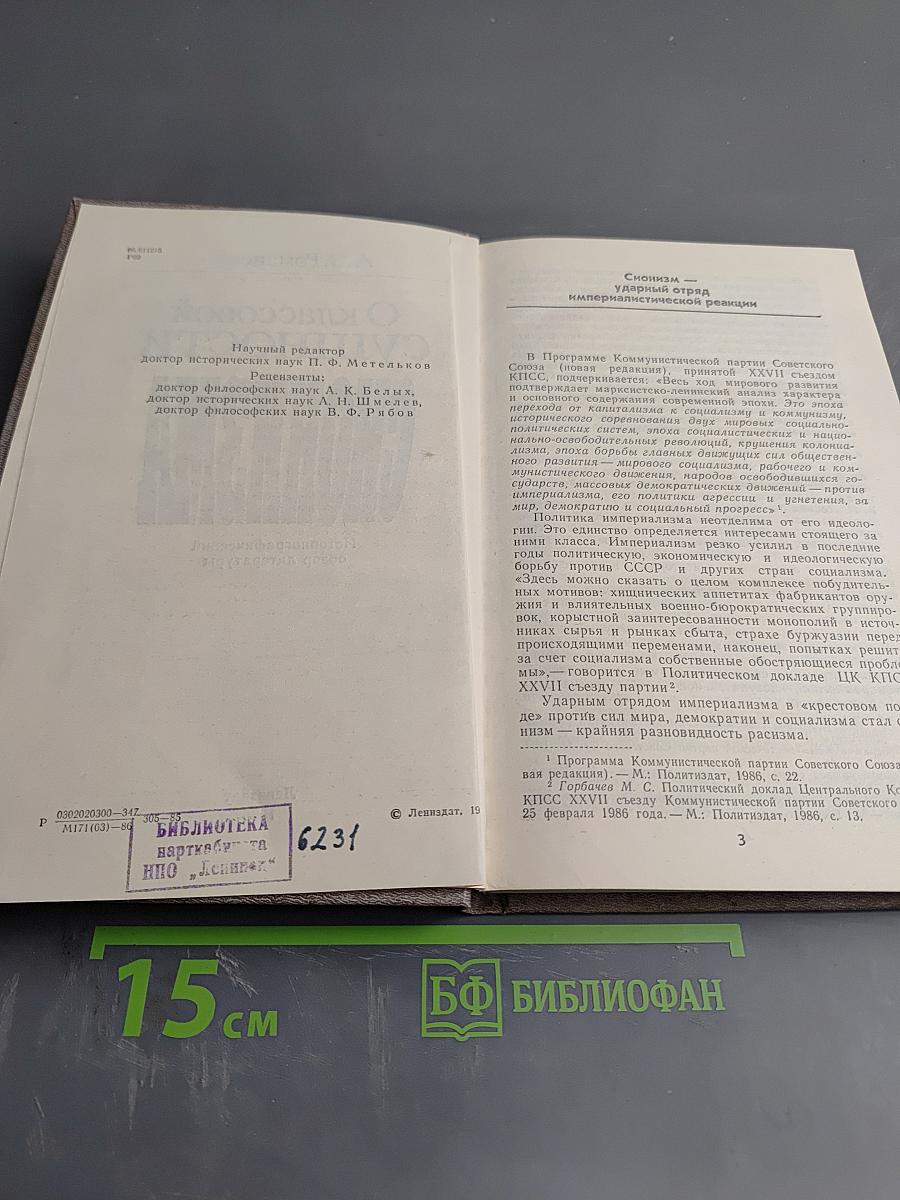 Научный редактор
доктор исторических наук П. Ф. Метельков
Рецензенты:
доктор философских наук А. К. Белых,
доктор исторических наук А. Н. Шмелев,
доктор философских наук В. Ф. Рябов
Р 0302020300—347 305—85
М171(03)—86
© Лениздат, 19
БИБЛИОТЕКА
НПО „Ленинец“
6231
Сионизм —
ударный отряд
империалистической реакции
В Программе Коммунистической партии Советского
Союза (новая редакция), принятой XXVII съездом
КПСС, подчеркивается: «Весь ход мирового развития
подтверждает марксистско-ленинский анализ характера
и основного содержания современной эпохи. Это эпоха
перехода от капитализма к социализму и коммунизму,
исторического соревнования двух мировых социально-
политических систем, эпоха социалистических и нацио-
нально-освободительных революций, крушения колониа-
лизма, эпоха борьбы главных движущих сил обществен-
ного развития — мирового социализма, рабочего и ком-
мунистического движения, народов освободившихся го-
сударств, массовых демократических движений — против
империализма, его политики агрессии и угнетения, за
мир, демократию и социальный прогресс» ¹.
Политика империализма неотделима от его идеоло-
гии. Это единство определяется интересами стоящего за
ними класса. Империализм резко усилил в последние
годы политическую, экономическую и идеологическую
борьбу против СССР и других стран социализма.
«Здесь можно сказать о целом комплексе побудитель-
ных мотивов: хищнических аппетитах фабрикантов ору-
жия и влиятельных военно-бюрократических группиро-
вок, корыстной заинтересованности монополий в источ-
никах сырья и рынках сбыта, страхе буржуазии перед
происходящими переменами, наконец, попытках решит
за счет социализма собственные обостряющиеся пробле
мы»,— говорится в Политическом докладе ЦК КПС
XXVII съезду партии ².
Ударным отрядом империализма в «крестовом по
де» против сил мира, демократии и социализма стал с
низм — крайняя разновидность расизма.
¹ Программа Коммунистической партии Советского Союза
вая редакция). — М.: Политиздат, 1986, с. 22.
² Горбачев М. С. Политический доклад Центрального Ко
КПСС XXVII съезду Коммунистической партии Советского
25 февраля 1986 года. — М.: Политиздат, 1986, с. 13.
3
15 см
БФ БИБЛИОФАН